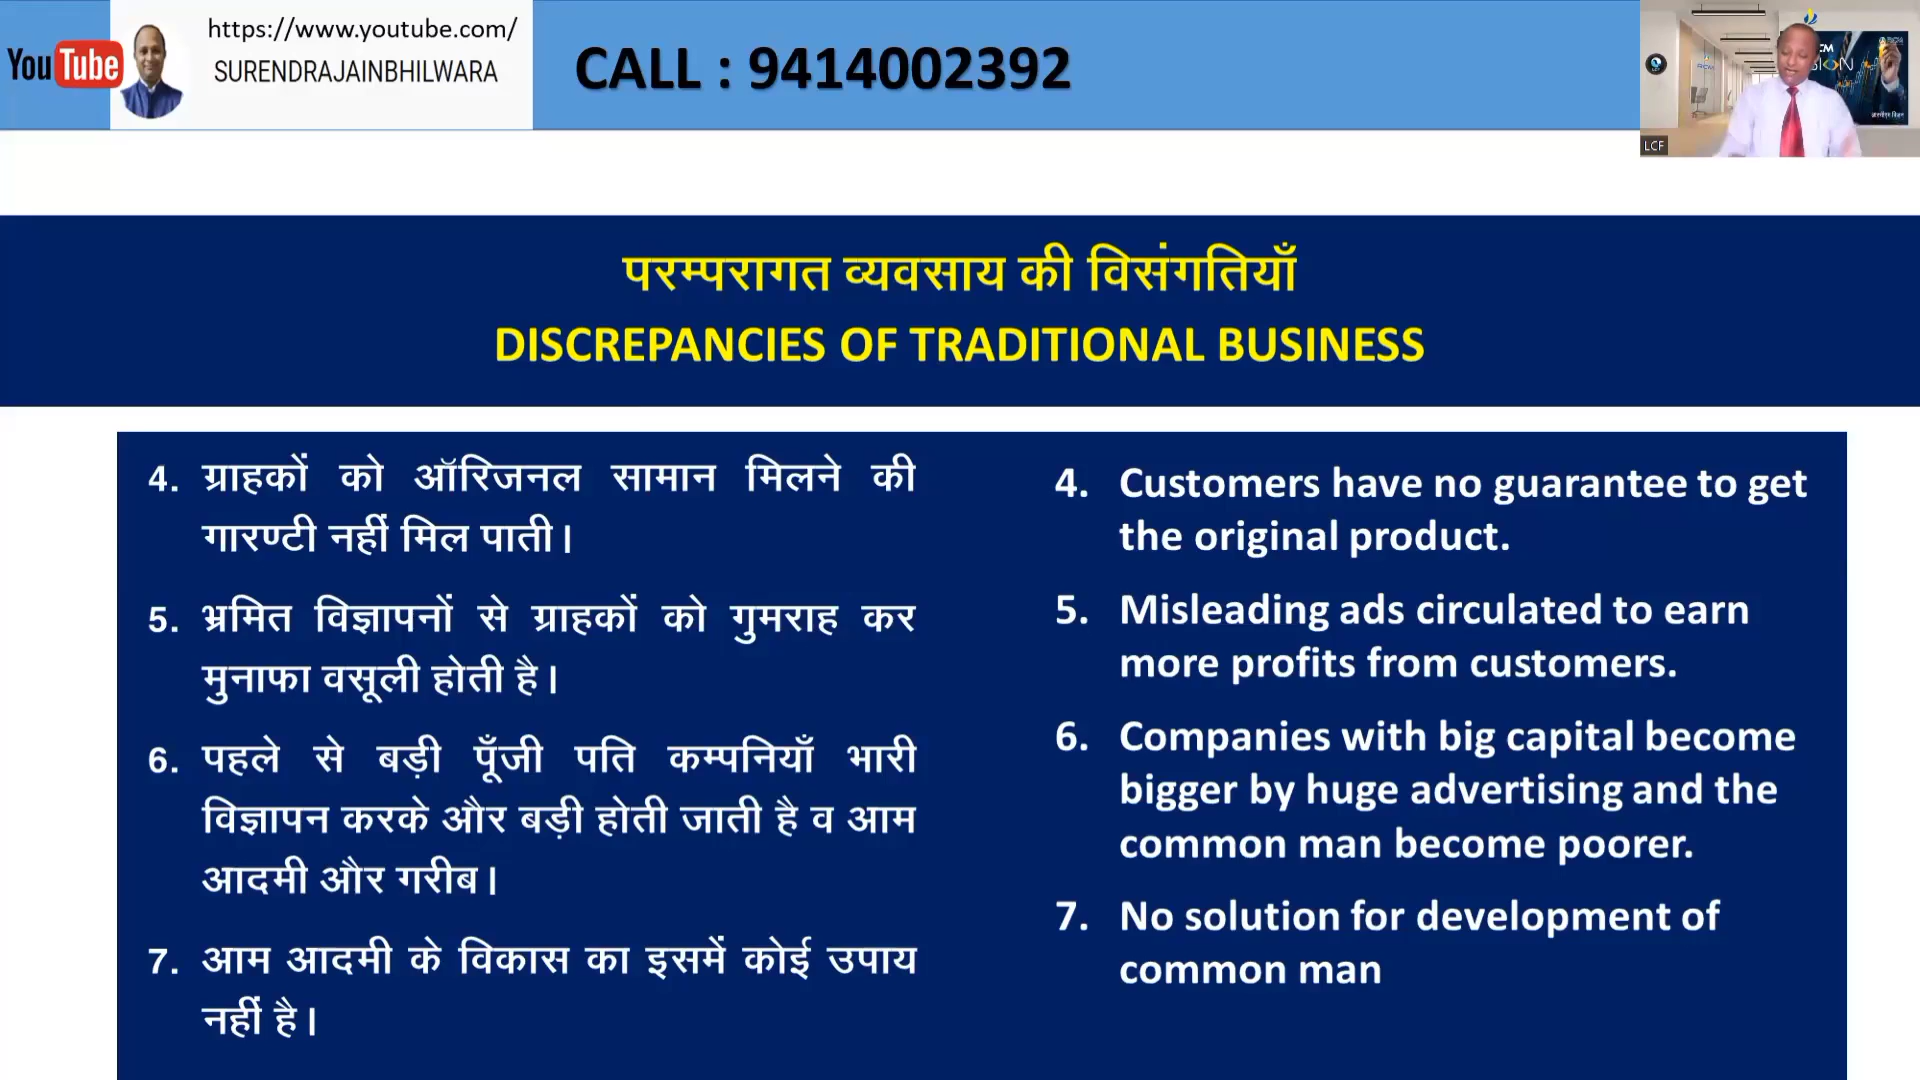 YouTube
https://www.youtube.com/
SURENDRAJAINBHILWARA
CALL : 9414002392
LCF
परम्परागत व्यवसाय की विसंगतियाँ
DISCREPANCIES OF TRADITIONAL BUSINESS
4. ग्राहकों को ऑरिजनल सामान मिलने की
गारण्टी नहीं मिल पाती।
5. भ्रमित विज्ञापनों से ग्राहकों को गुमराह कर
मुनाफा वसूली होती है।
6. पहले से बड़ी पूँजी पति कम्पनियाँ भारी
विज्ञापन करके और बड़ी होती जाती है व आम
आदमी और गरीब।
7. आम आदमी के विकास का इसमें कोई उपाय
नहीं है।
4. Customers have no guarantee to get
the original product.
5. Misleading ads circulated to earn
more profits from customers.
6. Companies with big capital become
bigger by huge advertising and the
common man become poorer.
7. No solution for development of
common man